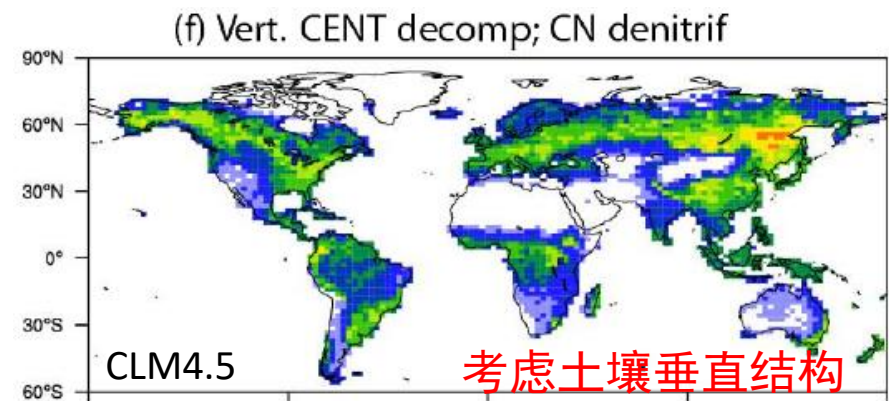 (f) Vert. CENT decomp; CN denitrif
90°N
60°N
30°N
0°
30°S
60°S
CLM4.5
考虑土壤垂直结构